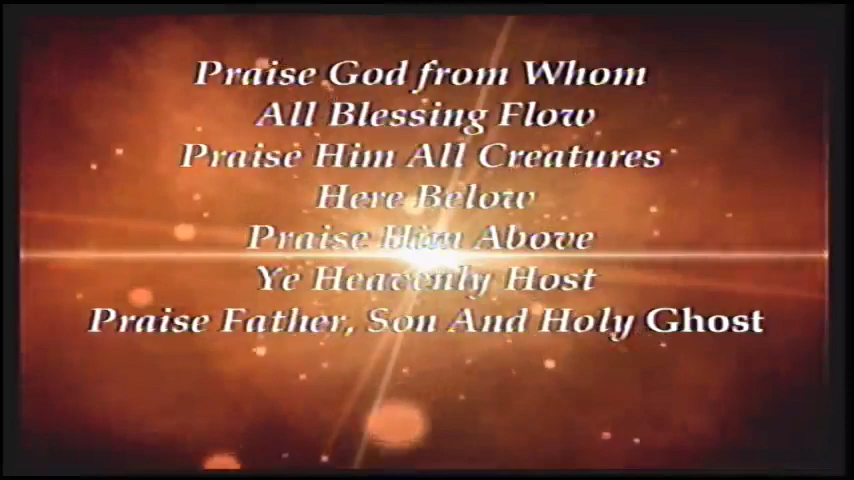 Praise God from Whom
All Blessing Flow
Praise Him All Creatures
Here Below
Praise Him Above
Ye Heavenly Host
Praise Father, Son And Holy Ghost